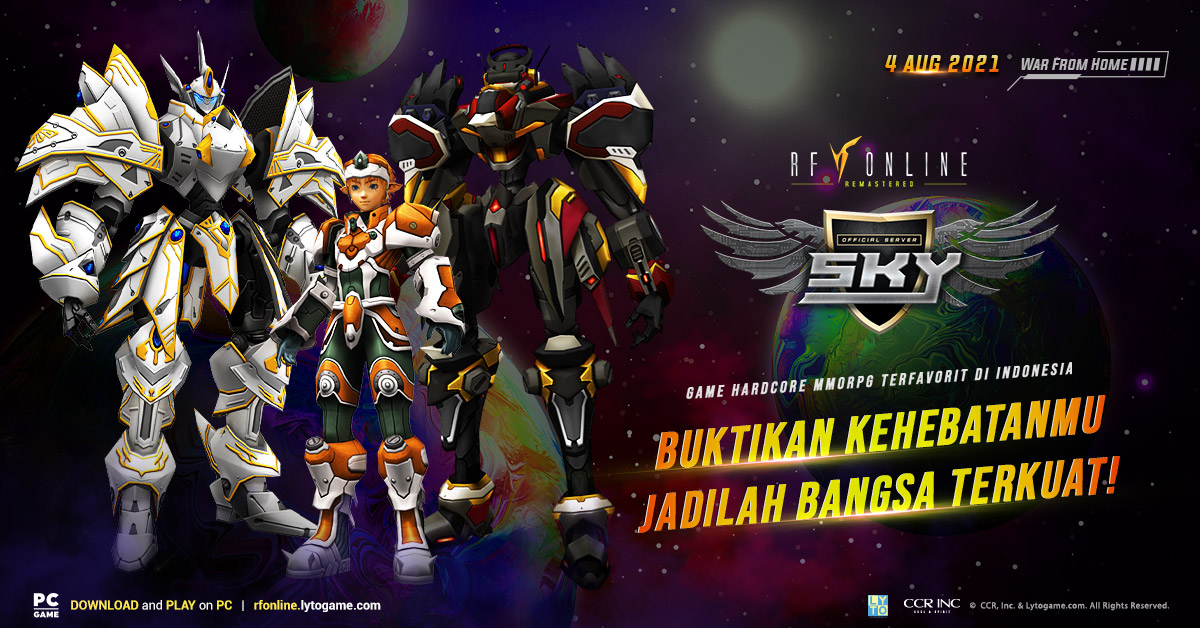 4 AUG 2021
WAR FROM HOME
RF ONLINE
REMASTERED
OFFICIAL SERVER
SKY
GAME HARDCORE MMORPG TERFAVORIT DI INDONESIA
BUKTIKAN KEHEBATANMU
JADILAH BANGSA TERKUAT!
PC GAME
DOWNLOAD and PLAY on PC | rfonline.lytogame.com
LYTO
CCR INC
SOUL & SPIRIT
© CCR, Inc. & Lytogame.com. All Rights Reserved.